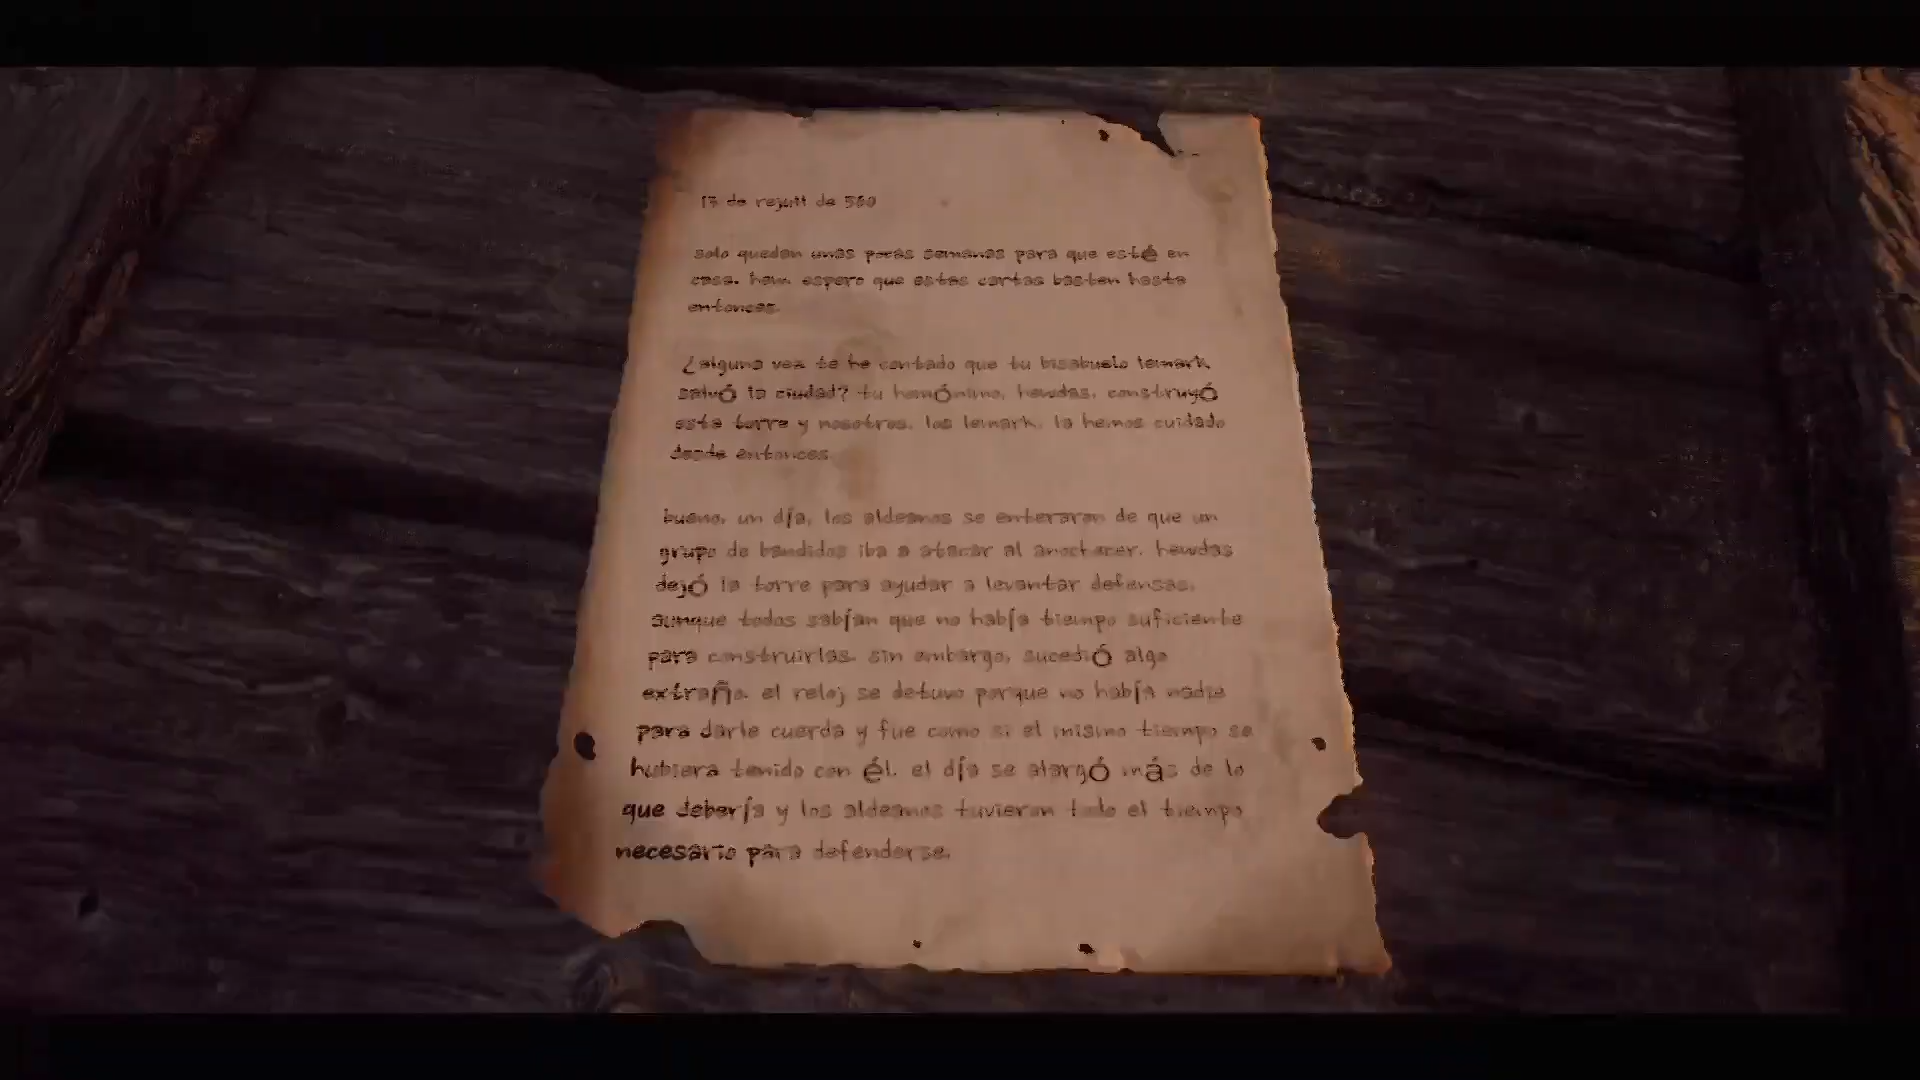 13 de rejult de 580
solo quedan unas pocas semanas para que esté en
casa. espero que estas cartas basten hasta
entonces.
¿alguna vez te he contado que tu bisabuelo lemark
salvó la ciudad? tu homónimo, hewdas, construyó
esta torre y nosotros, los lemark, la hemos cuidado
desde entonces.
bueno, un día, los aldeanos se enteraron de que un
grupo de bandidos iba a atacar al anochecer. hewdas
dejó la torre para ayudar a levantar defensas,
aunque todos sabían que no había tiempo suficiente
para construirlas. sin embargo, sucedió algo
extraño. el reloj se detuvo porque no había nadie
para darle cuerda y fue como si el mismo tiempo se
hubiera tenido con él. el día se alargó más de lo
que debería y los aldeanos tuvieron todo el tiempo
necesario para defenderse.